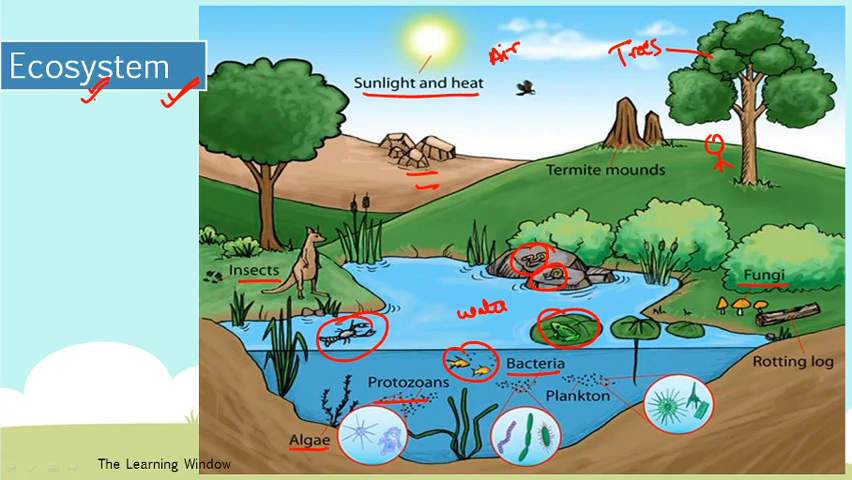 Ecosystem
Air
Trees
Sunlight and heat
Termite mounds
Insects
Fungi
water
Rotting log
Bacteria
Protozoans
Plankton
Algae
The Learning Window